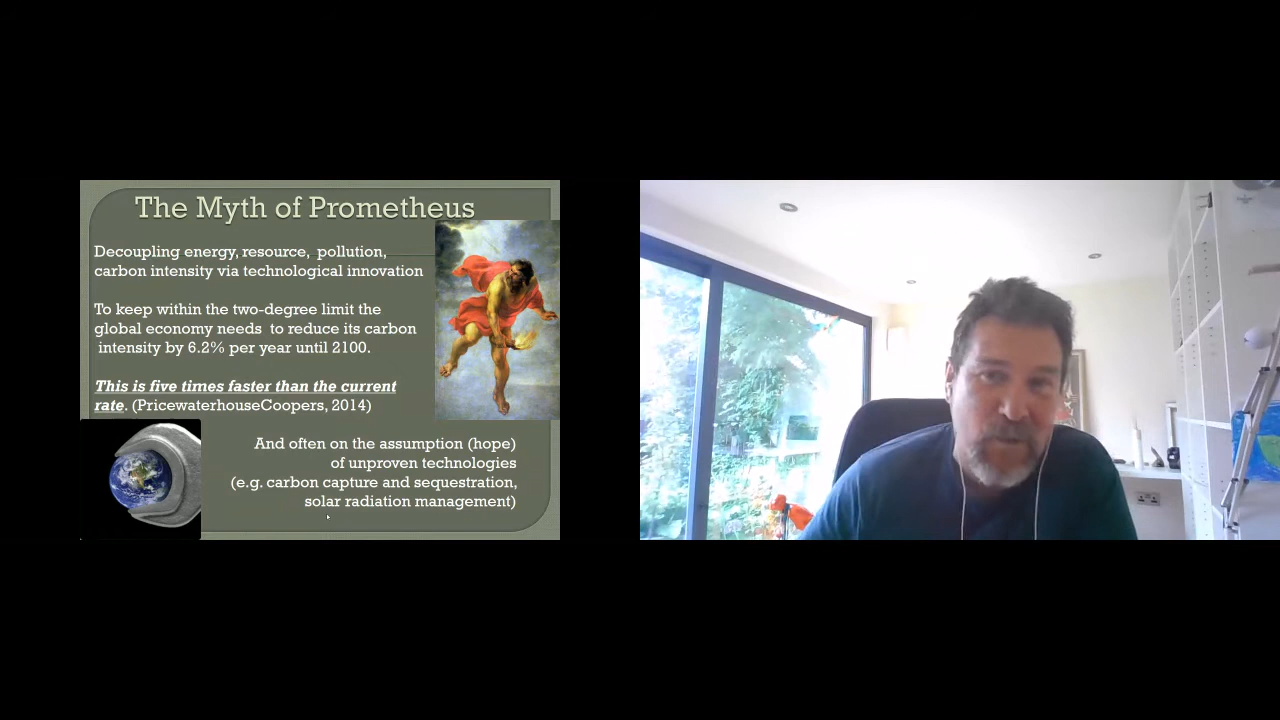 The Myth of Prometheus
Decoupling energy, resource,  pollution,
carbon intensity via technological innovation
To keep within the two-degree limit the
global economy needs  to reduce its carbon
intensity by 6.2% per year until 2100.
This is five times faster than the current
rate. (PricewaterhouseCoopers, 2014)
And often on the assumption (hope)
of unproven technologies
(e.g. carbon capture and sequestration,
solar radiation management)